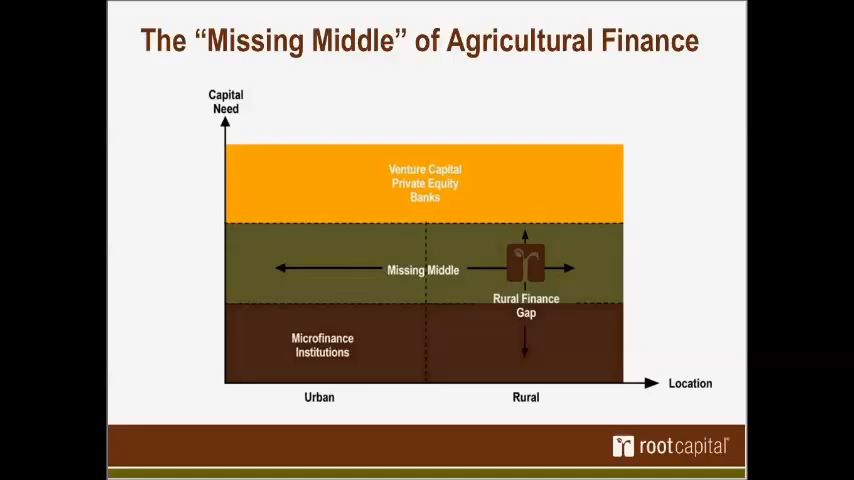 The “Missing Middle” of Agricultural Finance
Capital
Need
Venture Capital
Private Equity
Banks
Missing Middle
Rural Finance
Gap
Microfinance
Institutions
Location
Urban
Rural
rootcapital®